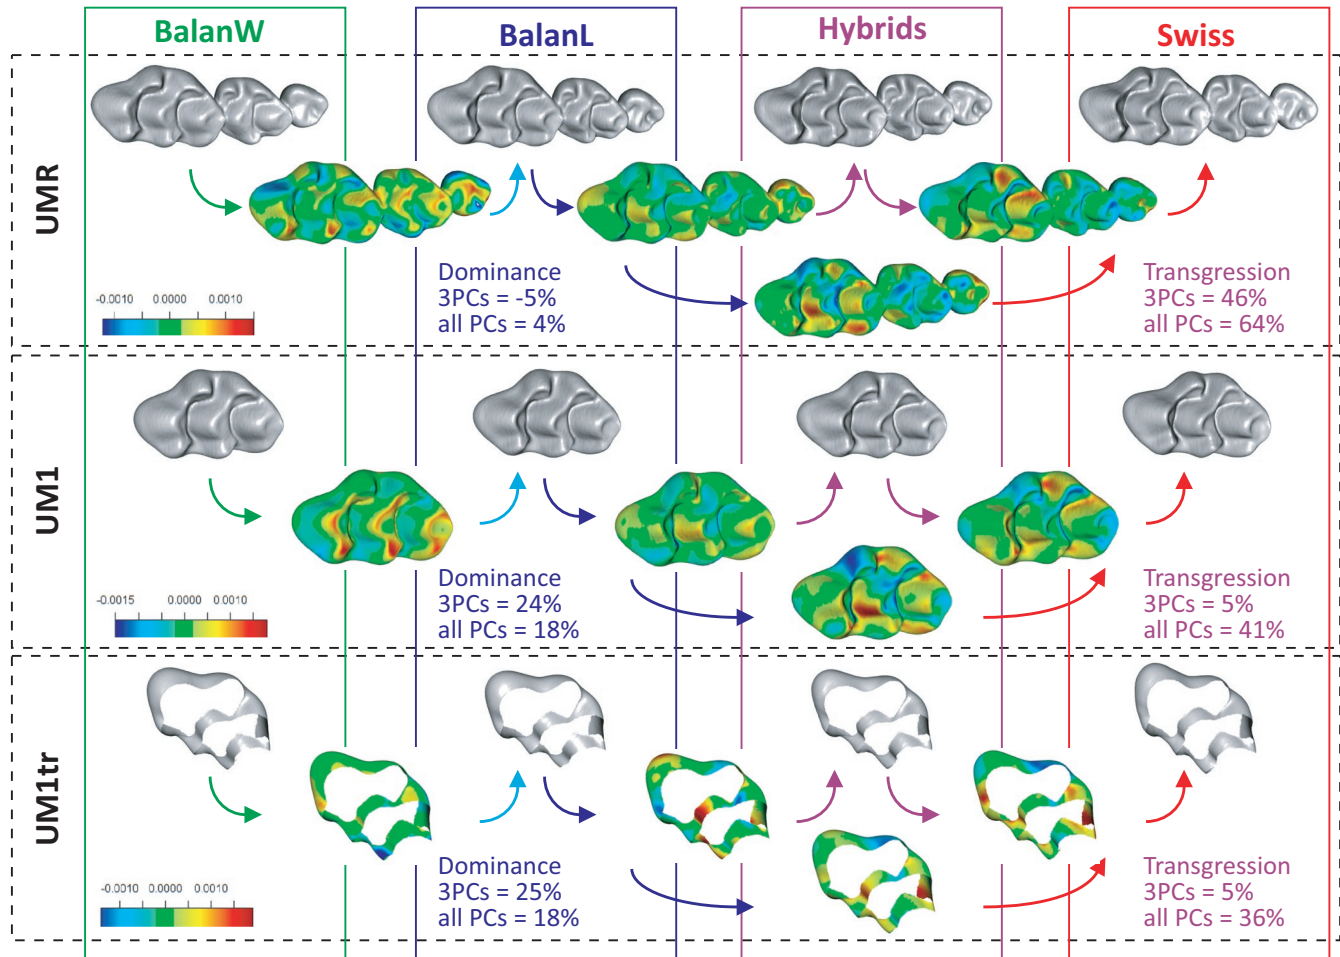 BalanW
BalanL
Hybrids
Swiss
UMR
-0.0010 0.0000 0.0010
Dominance
3PCs = -5%
all PCs = 4%
Transgression
3PCs = 46%
all PCs = 64%
UM1
-0.0015 0.0000 0.0010
Dominance
3PCs = 24%
all PCs = 18%
Transgression
3PCs = 5%
all PCs = 41%
UM1tr
-0.0010 0.0000 0.0010
Dominance
3PCs = 25%
all PCs = 18%
Transgression
3PCs = 5%
all PCs = 36%